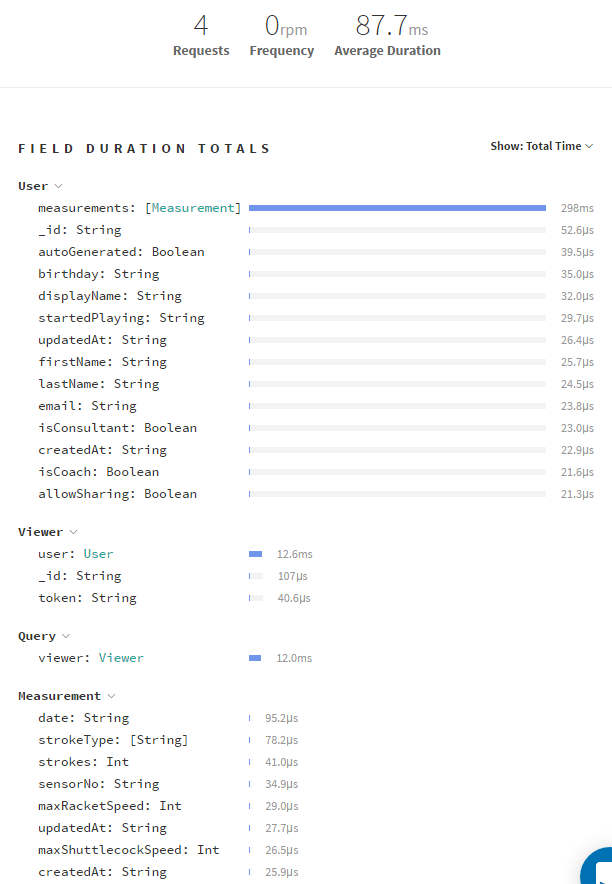 4 0rpm 87.7ms
Requests Frequency Average Duration
FIELD DURATION TOTALS Show: Total Time
User
measurements: [Measurement] 298ms
_id: String 52.6µs
autoGenerated: Boolean 39.5µs
birthday: String 35.0µs
displayName: String 32.0µs
startedPlaying: String 29.7µs
updatedAt: String 26.4µs
firstName: String 25.7µs
lastName: String 24.5µs
email: String 23.8µs
isConsultant: Boolean 23.0µs
createdAt: String 22.9µs
isCoach: Boolean 21.6µs
allowSharing: Boolean 21.3µs
Viewer
user: User 12.6ms
_id: String 107µs
token: String 40.6µs
Query
viewer: Viewer 12.0ms
Measurement
date: String 95.2µs
strokeType: [String] 78.2µs
strokes: Int 41.0µs
sensorNo: String 34.9µs
maxRacketSpeed: Int 29.0µs
updatedAt: String 27.7µs
maxShuttlecockSpeed: Int 26.5µs
createdAt: String 25.9µs